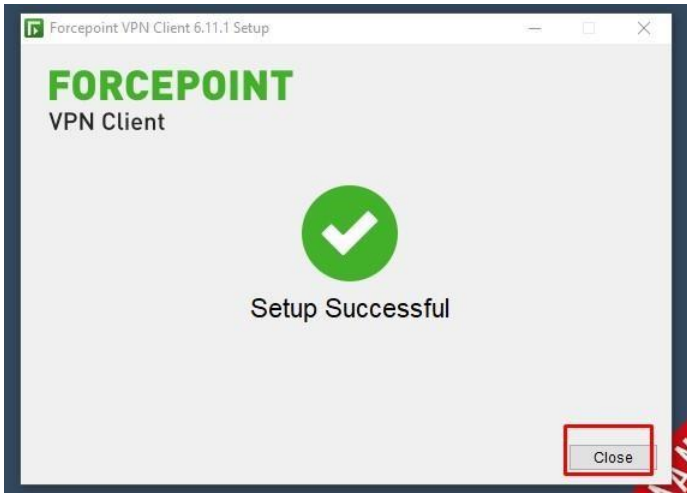 Forcepoint VPN Client 6.11.1 Setup
FORCEPOINT
VPN Client
Setup Successful
Close